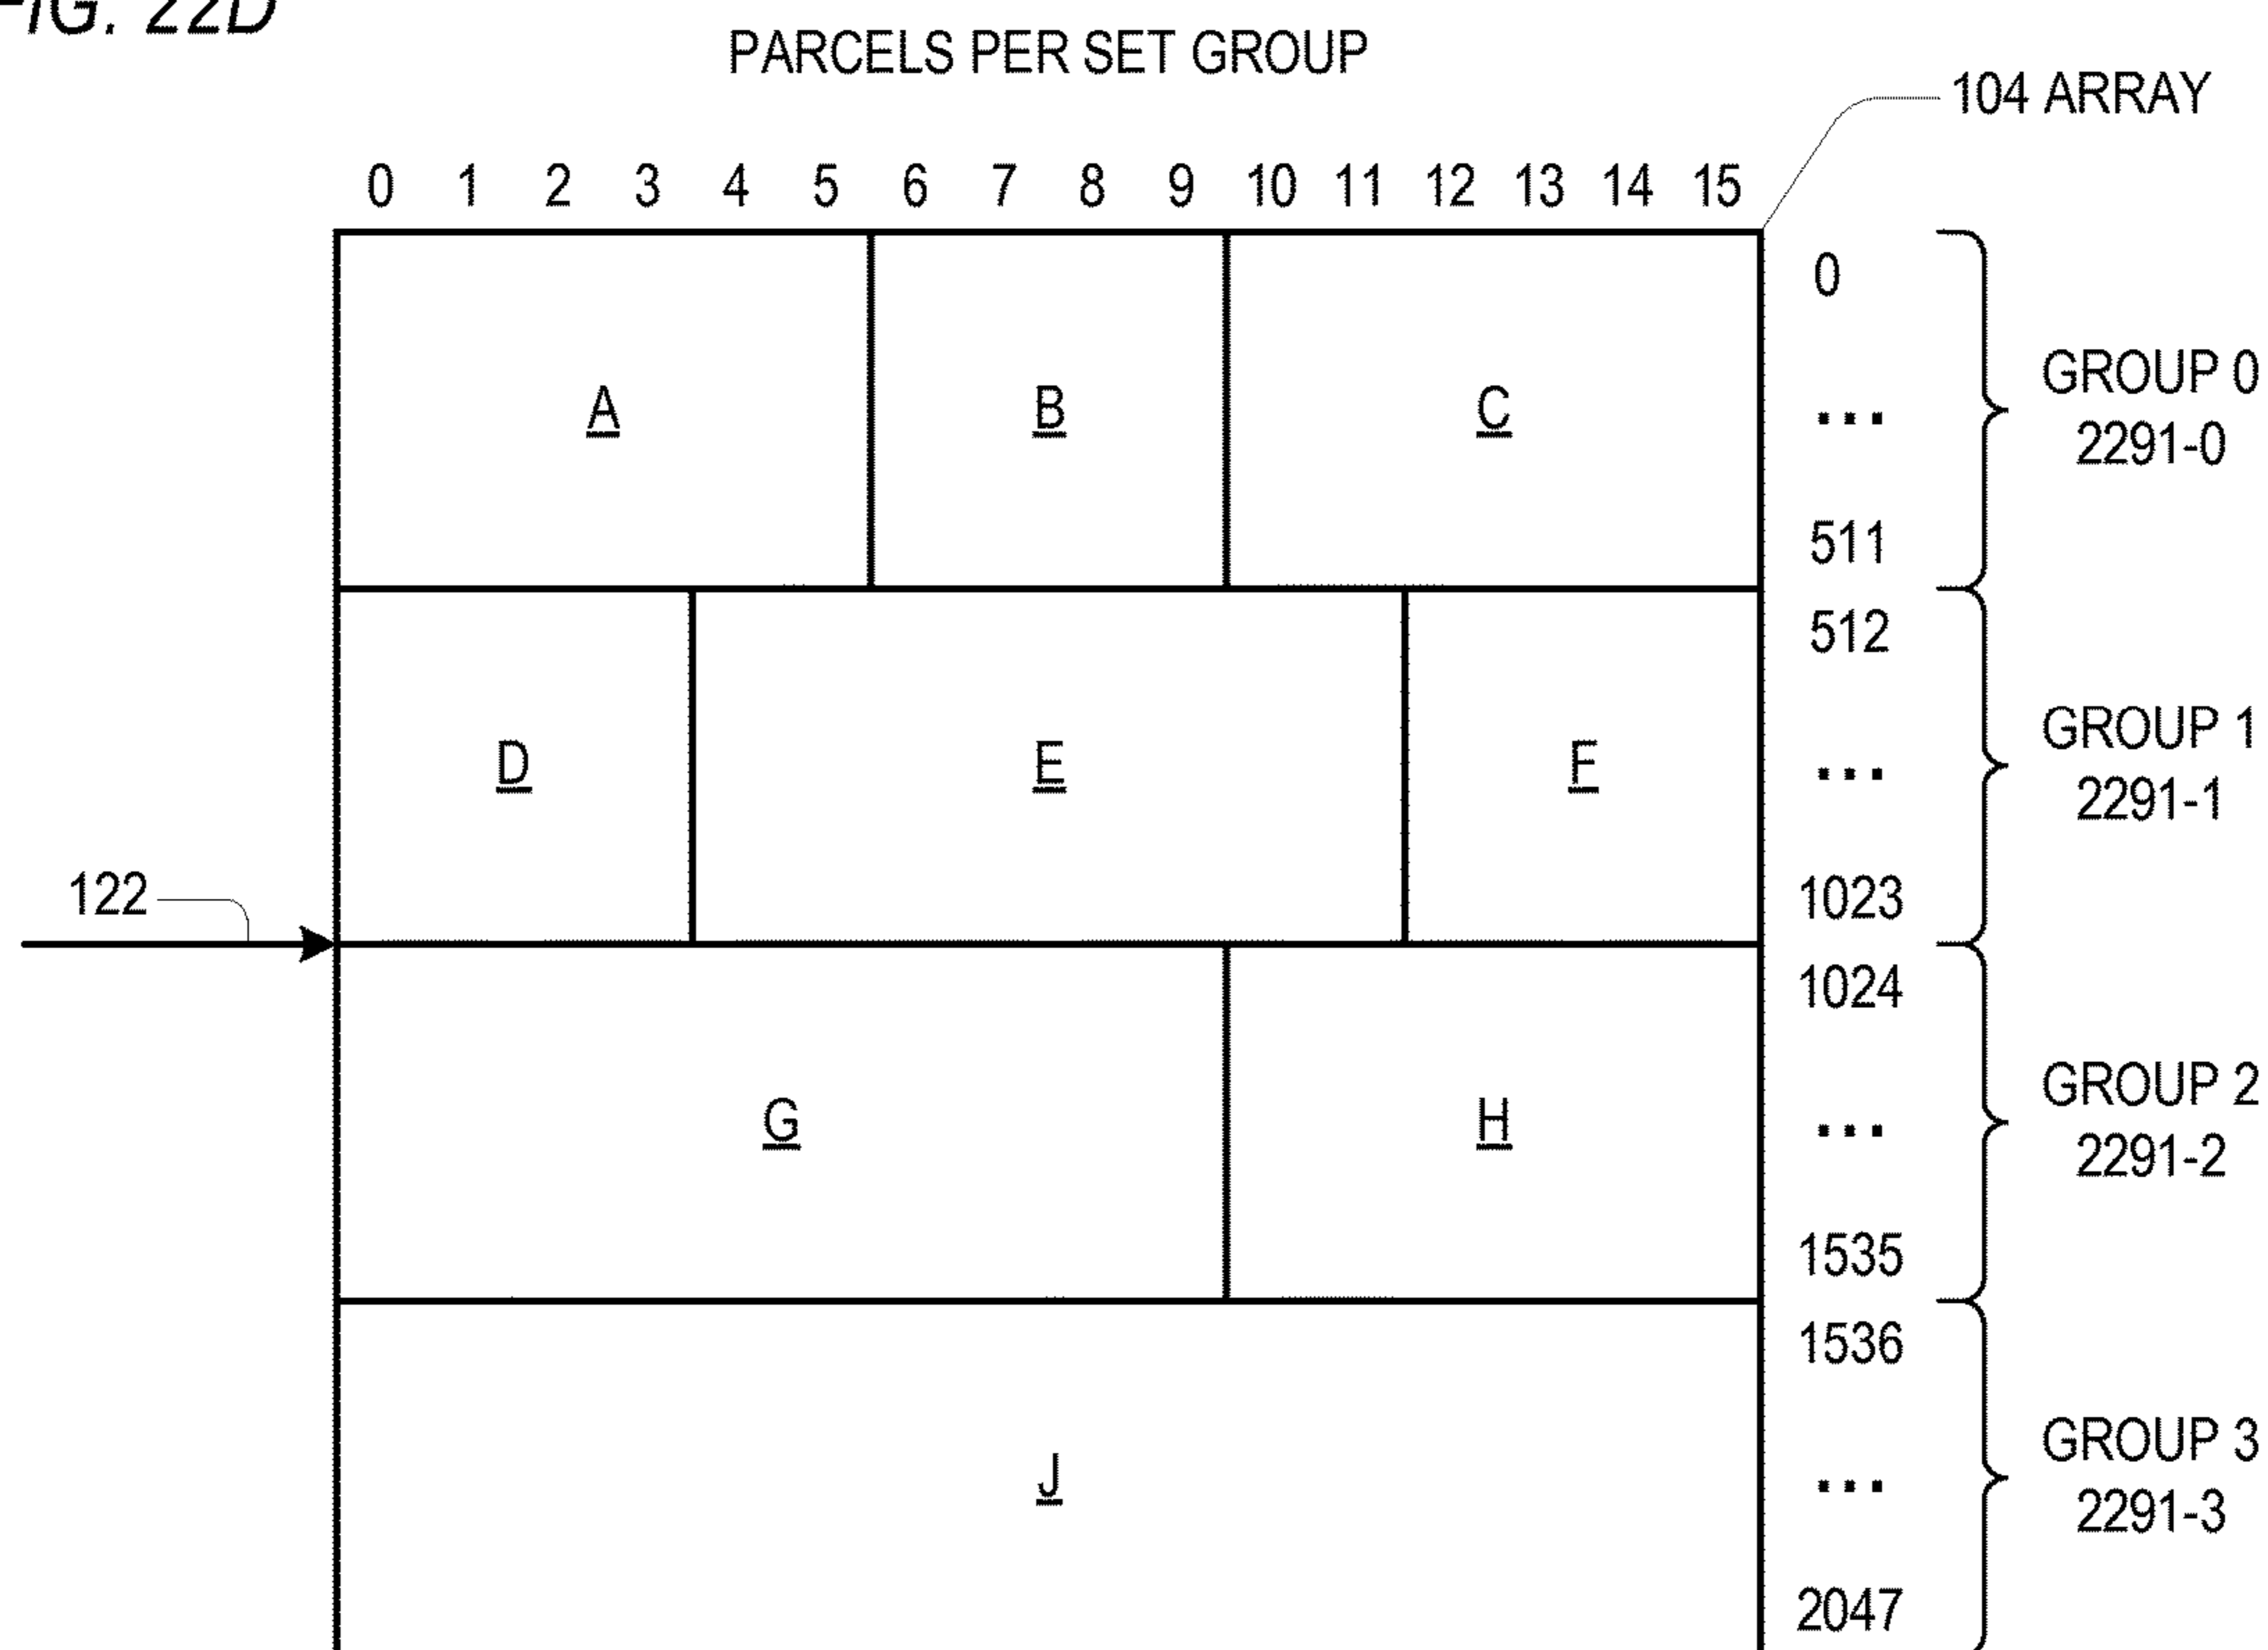 FIG. 22D
PARCELS PER SET GROUP
104 ARRAY
0 1 2 3 4 5 6 7 8 9 10 11 12 13 14 15
A B C
0
...
511
GROUP 0
2291-0
D E F
512
...
1023
GROUP 1
2291-1
122
G H
1024
...
1535
GROUP 2
2291-2
J
1536
...
2047
GROUP 3
2291-3